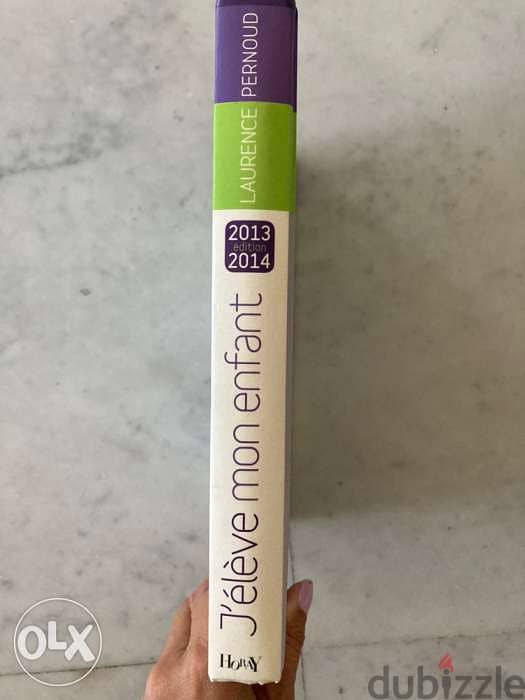 LAURENCE PERNOUD
2013
édition
2014
J'élève mon enfant
HORAY
OLX
dubizzle